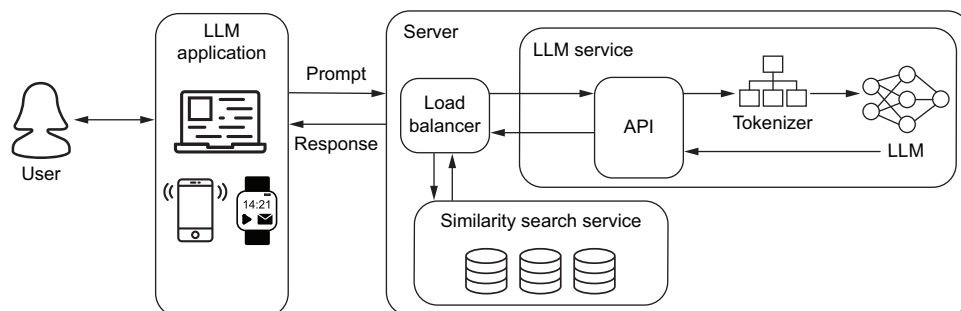 LLM
application
Server
LLM service
Prompt
Load
balancer
API
Tokenizer
Response
LLM
User
14:21
Similarity search service